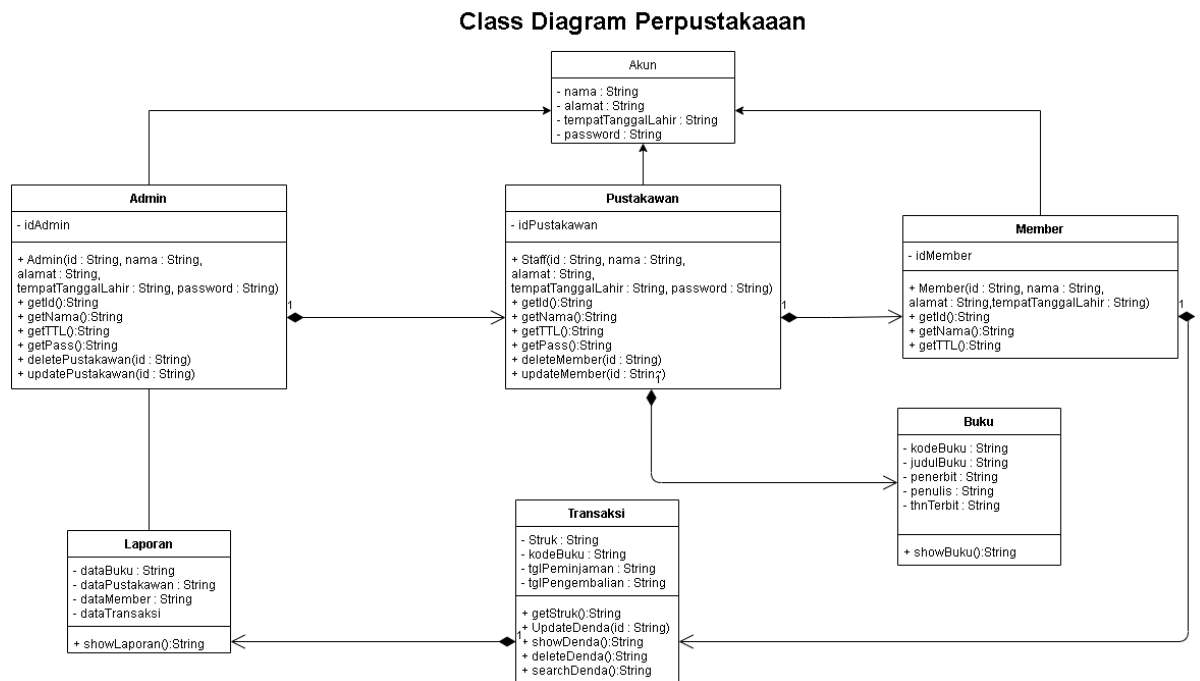 Class Diagram Perpustakaaan
Akun
- nama : String
- alamat : String
- tempatTanggalLahir : String
- password : String
Admin
- idAdmin
+ Admin(id : String, nama : String,
alamat : String,
tempatTanggalLahir : String, password : String)
+ getId():String
+ getNama():String
+ getTTL():String
+ getPass():String
+ deletePustakawan(id : String)
+ updatePustakawan(id : String)
1
Pustakawan
- idPustakawan
+ Staff(id : String, nama : String,
alamat : String,
tempatTanggalLahir : String, password : String)
+ getId():String
+ getNama():String
+ getTTL():String
+ getPass():String
+ deleteMember(id : String)
+ updateMember(id : String)
1
1
Member
- idMember
+ Member(id : String, nama : String,
alamat : String,tempatTanggalLahir : String)
+ getId():String
+ getNama():String
+ getTTL():String
1
Buku
- kodeBuku : String
- judulBuku : String
- penerbit : String
- penulis : String
- thnTerbit : String
+ showBuku():String
Transaksi
- Struk : String
- kodeBuku : String
- tglPeminjaman : String
- tglPengembalian : String
+ getStruk():String
+ UpdateDenda(id : String)
+ showDenda():String
+ deleteDenda():String
+ searchDenda():String
1
Laporan
- dataBuku : String
- dataPustakawan : String
- dataMember : String
- dataTransaksi
+ showLaporan():String